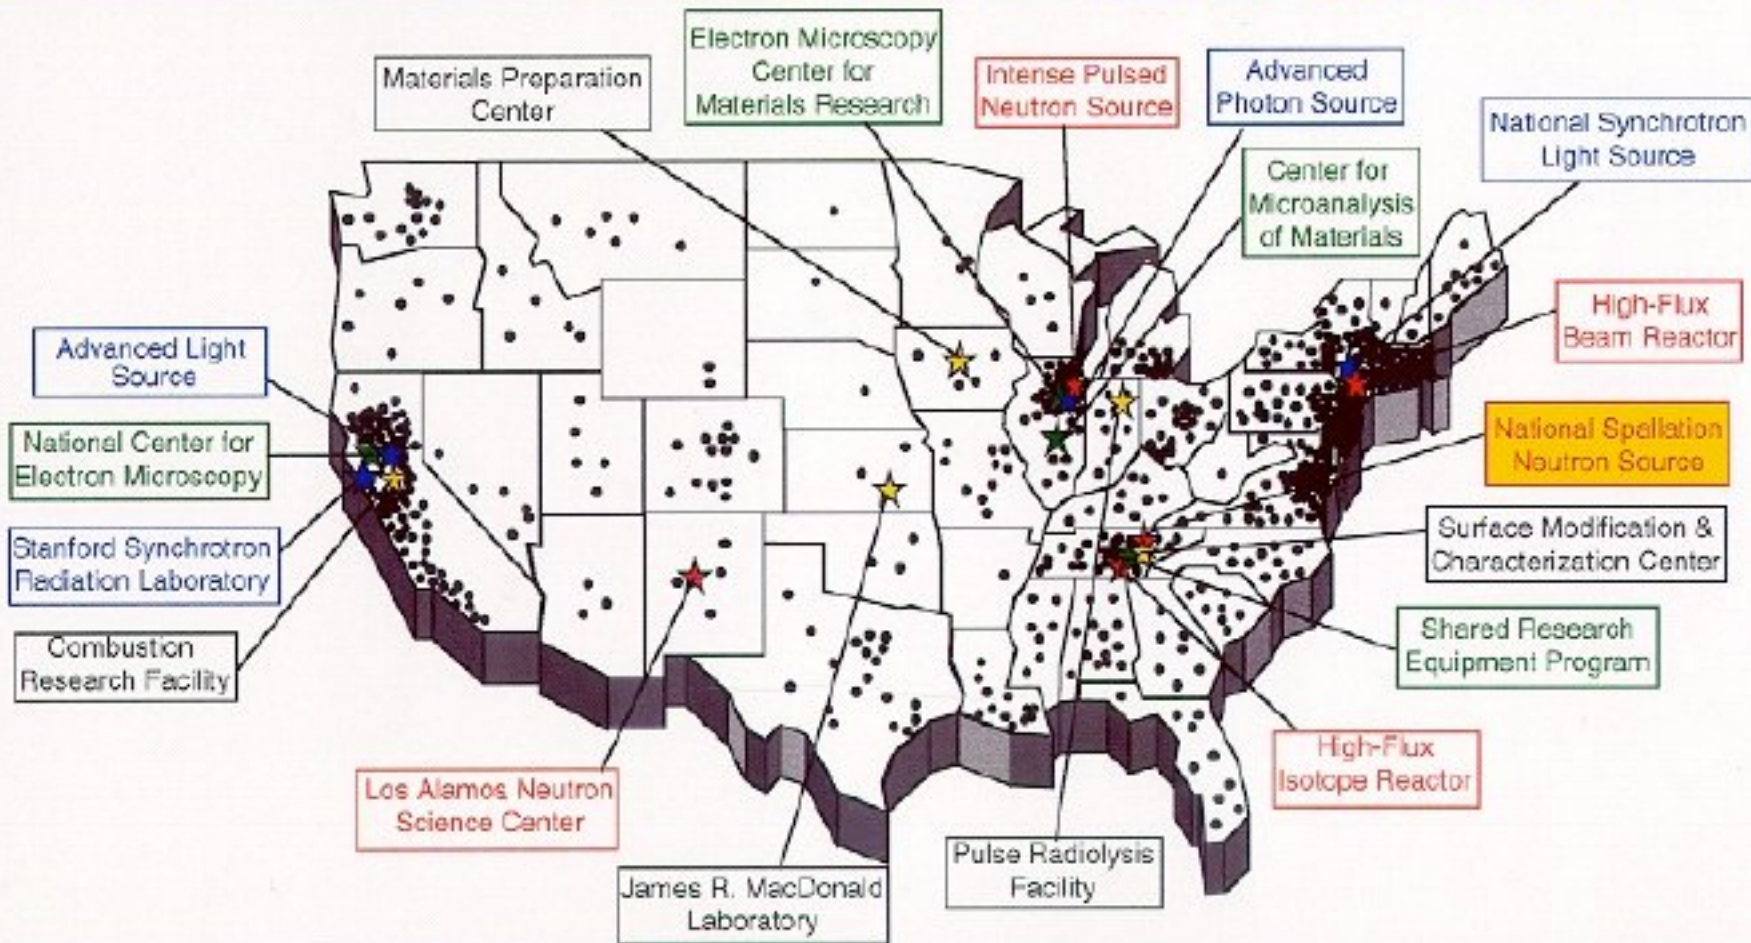 Electron Microscopy
Center for
Materials Research
Materials Preparation
Center
Intense Pulsed
Neutron Source
Advanced
Photon Source
National Synchrotron
Light Source
Center for
Microanalysis
of Materials
High-Flux
Beam Reactor
Advanced Light
Source
National Center for
Electron Microscopy
National Spallation
Neutron Source
Stanford Synchrotron
Radiation Laboratory
Surface Modification &
Characterization Center
Combustion
Research Facility
Shared Research
Equipment Program
High-Flux
Isotope Reactor
Los Alamos Neutron
Science Center
Pulse Radiolysis
Facility
James R. MacDonald
Laboratory